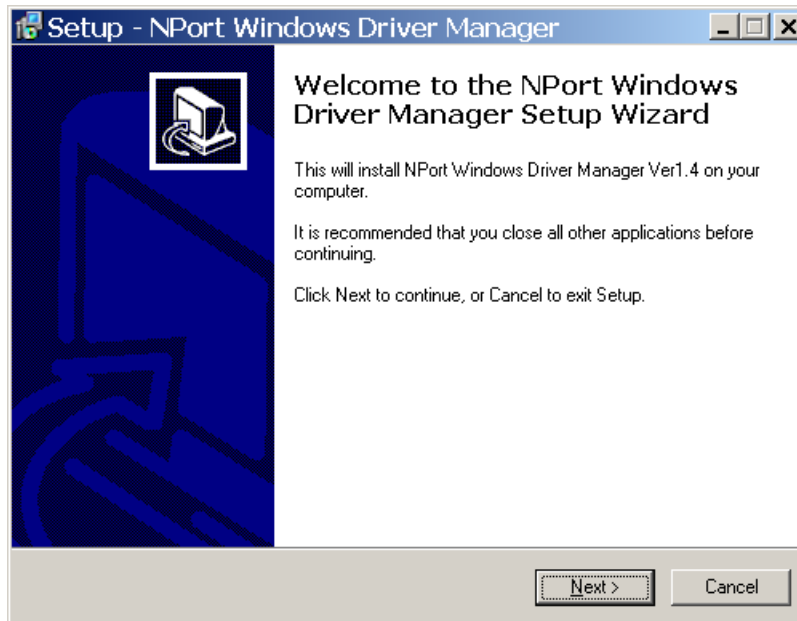 Setup - NPort Windows Driver Manager
Welcome to the NPort Windows
Driver Manager Setup Wizard
This will install NPort Windows Driver Manager Ver1.4 on your
computer.
It is recommended that you close all other applications before
continuing.
Click Next to continue, or Cancel to exit Setup.
Next >
Cancel